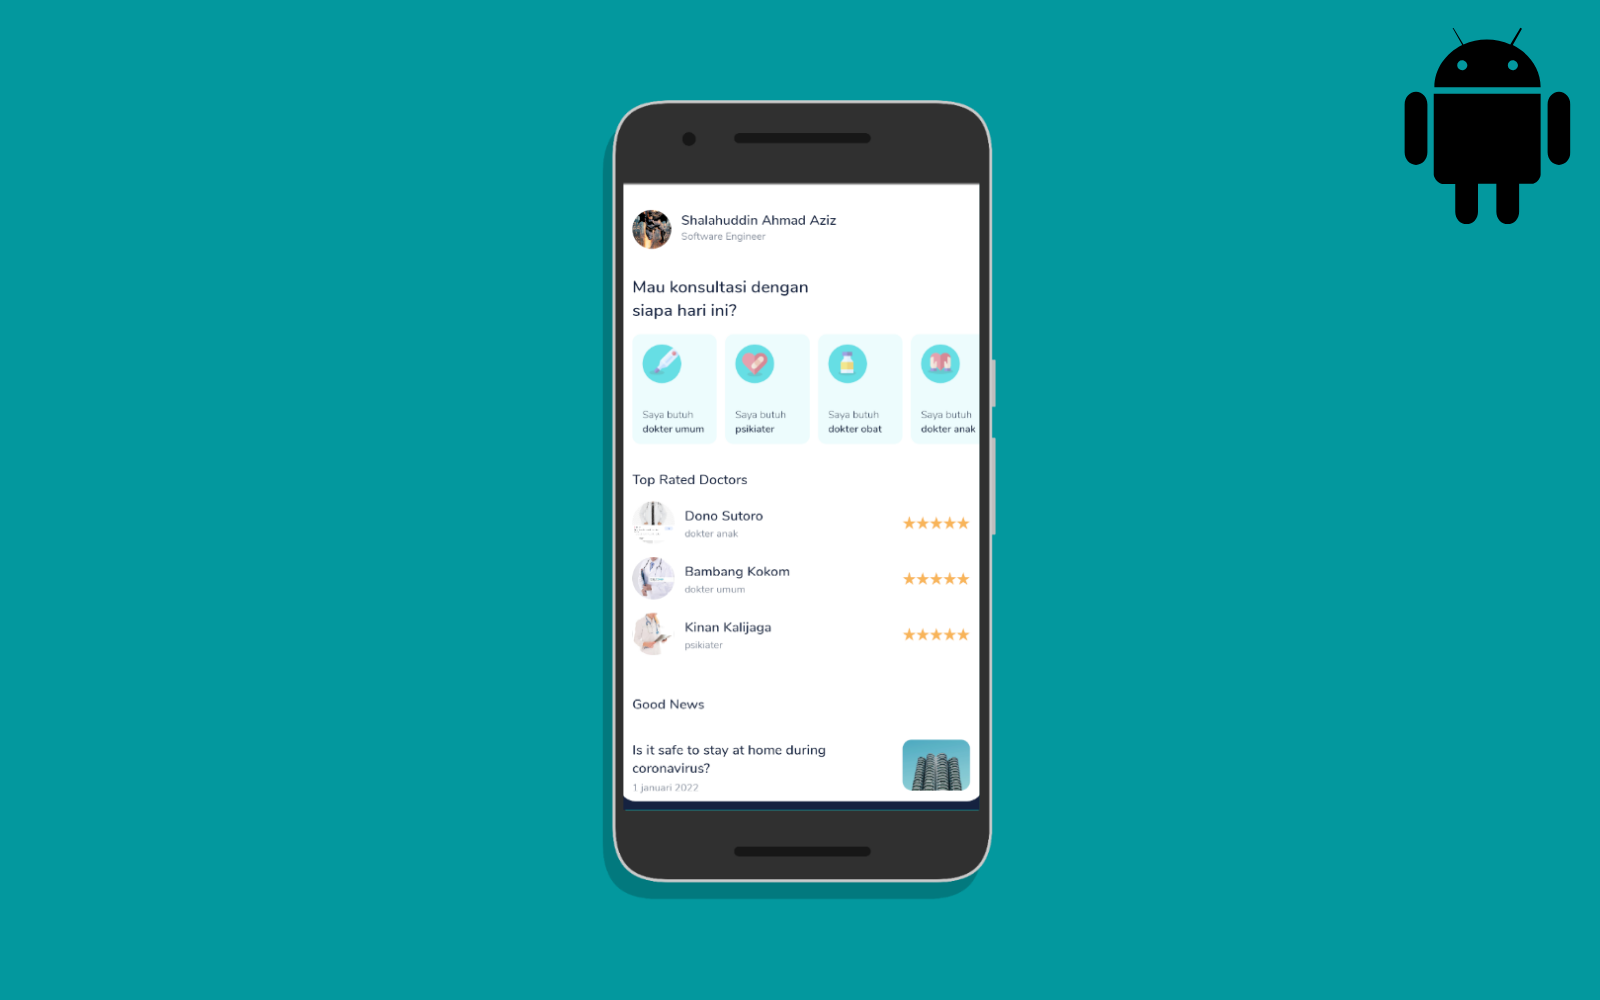 Shalahuddin Ahmad Aziz
Software Engineer
Mau konsultasi dengan
siapa hari ini?
Saya butuh
dokter umum
Saya butuh
psikiater
Saya butuh
dokter obat
Saya butuh
dokter anak
Top Rated Doctors
Dono Sutoro
dokter anak
Bambang Kokom
dokter umum
Kinan Kalijaga
psikiater
Good News
Is it safe to stay at home during
coronavirus?
1 januari 2022